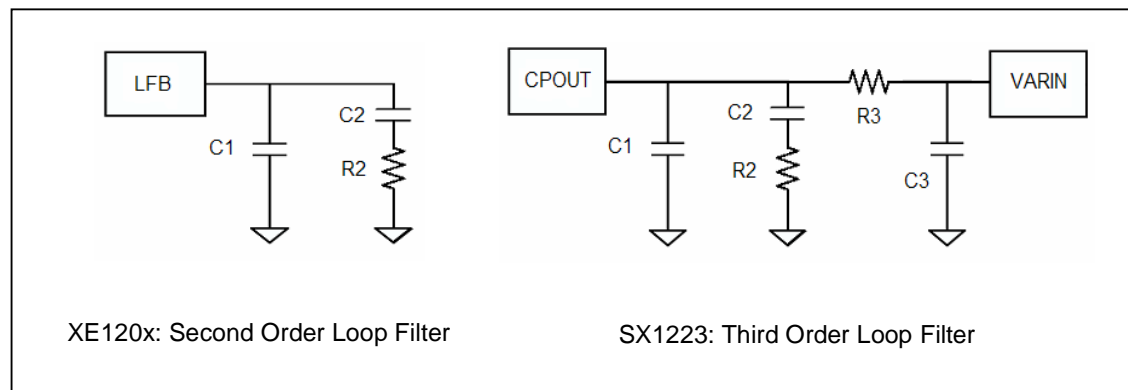 LFB
C2
C1
R2
XE120x: Second Order Loop Filter
CPOUT
VARIN
R3
C2
C1
R2
C3
SX1223: Third Order Loop Filter